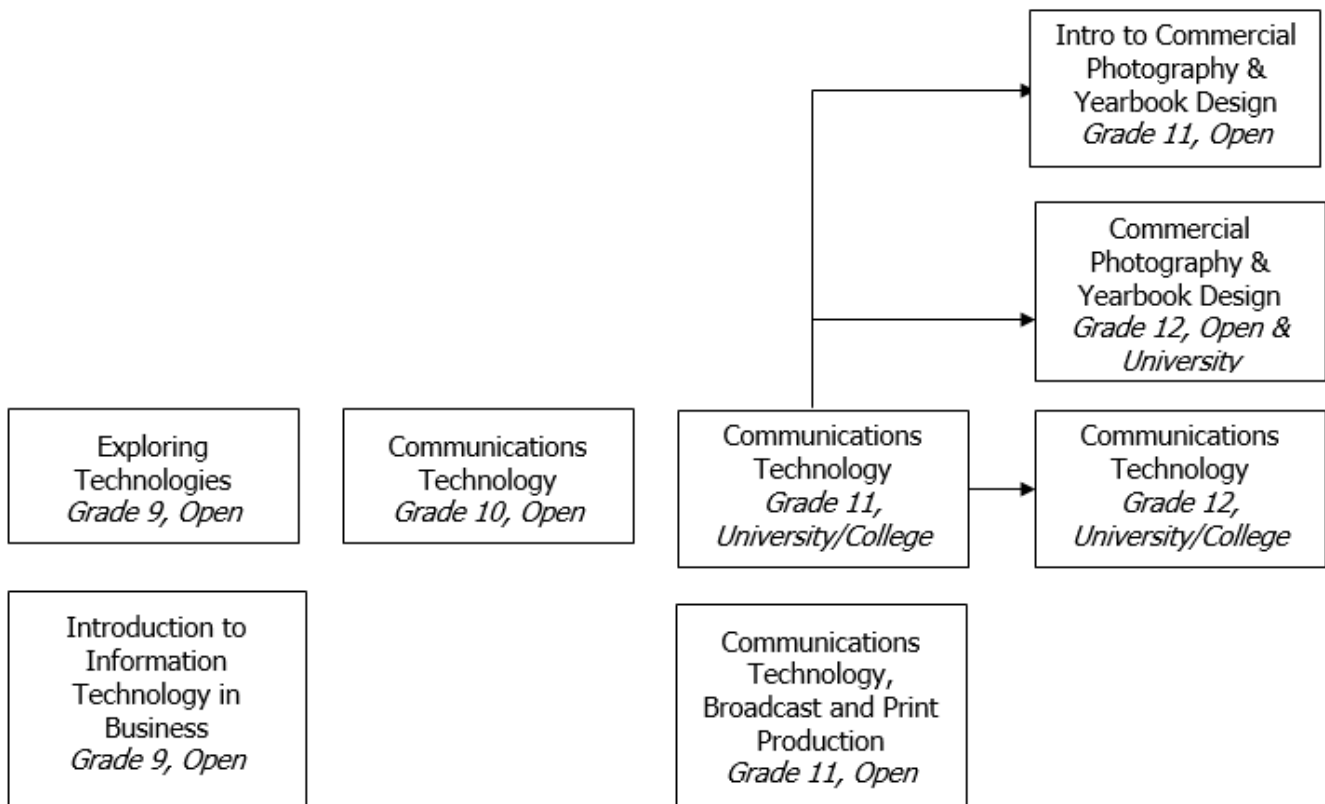 Intro to Commercial
Photography &
Yearbook Design
Grade 11, Open
Commercial
Photography &
Yearbook Design
Grade 12, Open &
University
Exploring
Technologies
Grade 9, Open
Communications
Technology
Grade 10, Open
Communications
Technology
Grade 11,
University/College
Communications
Technology
Grade 12,
University/College
Introduction to
Information
Technology in
Business
Grade 9, Open
Communications
Technology,
Broadcast and Print
Production
Grade 11, Open